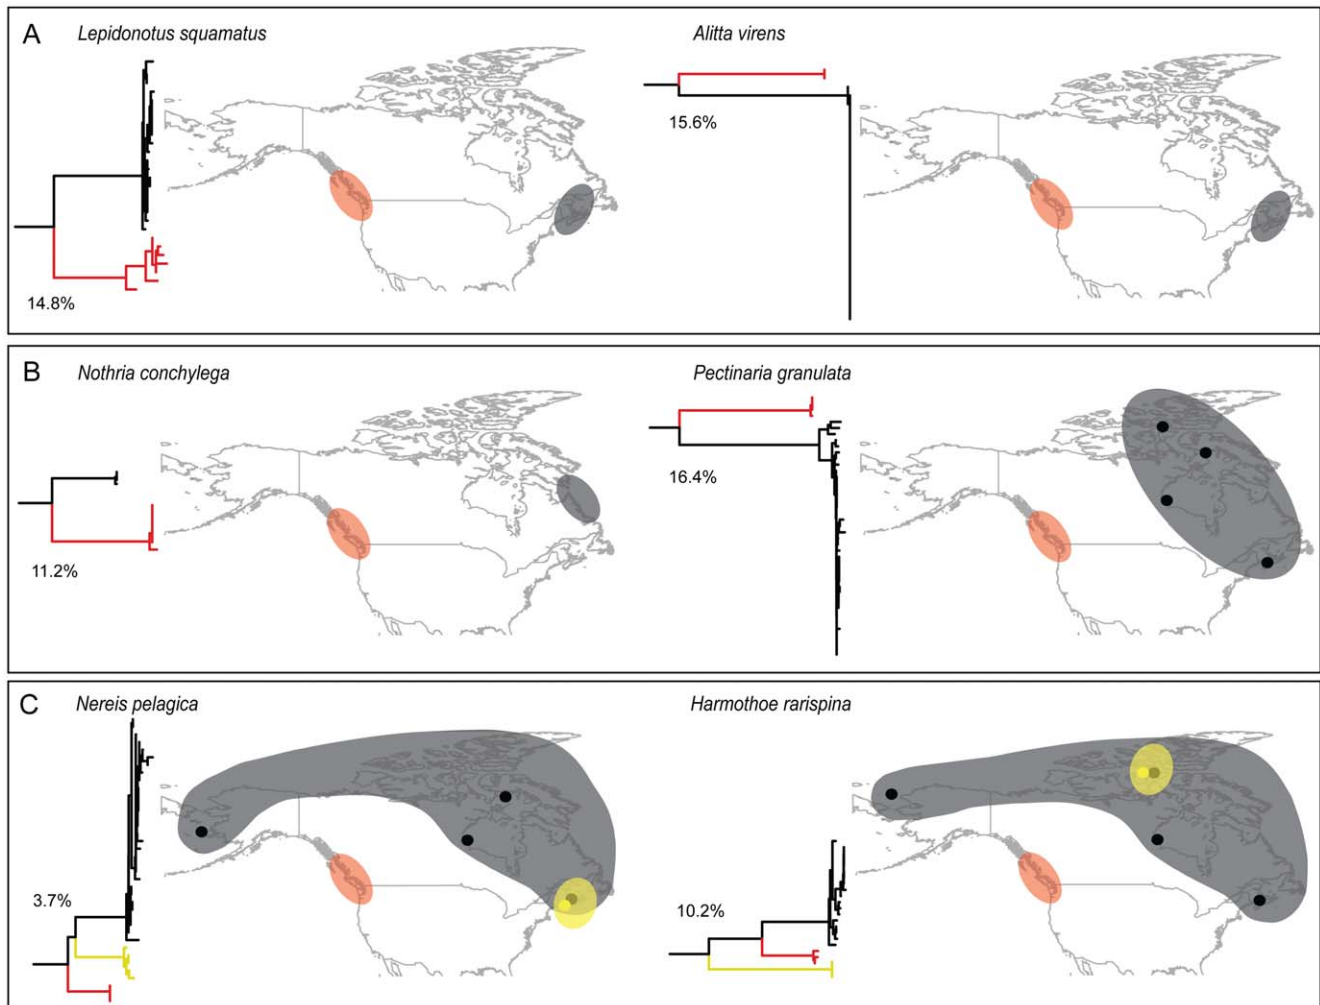 A
Lepidonotus squamatus
Alitta virens
15.6%
14.8%
B
Nothria conchylega
Pectinaria granulata
16.4%
11.2%
C
Nereis pelagica
Harmothoe rarispina
3.7%
10.2%